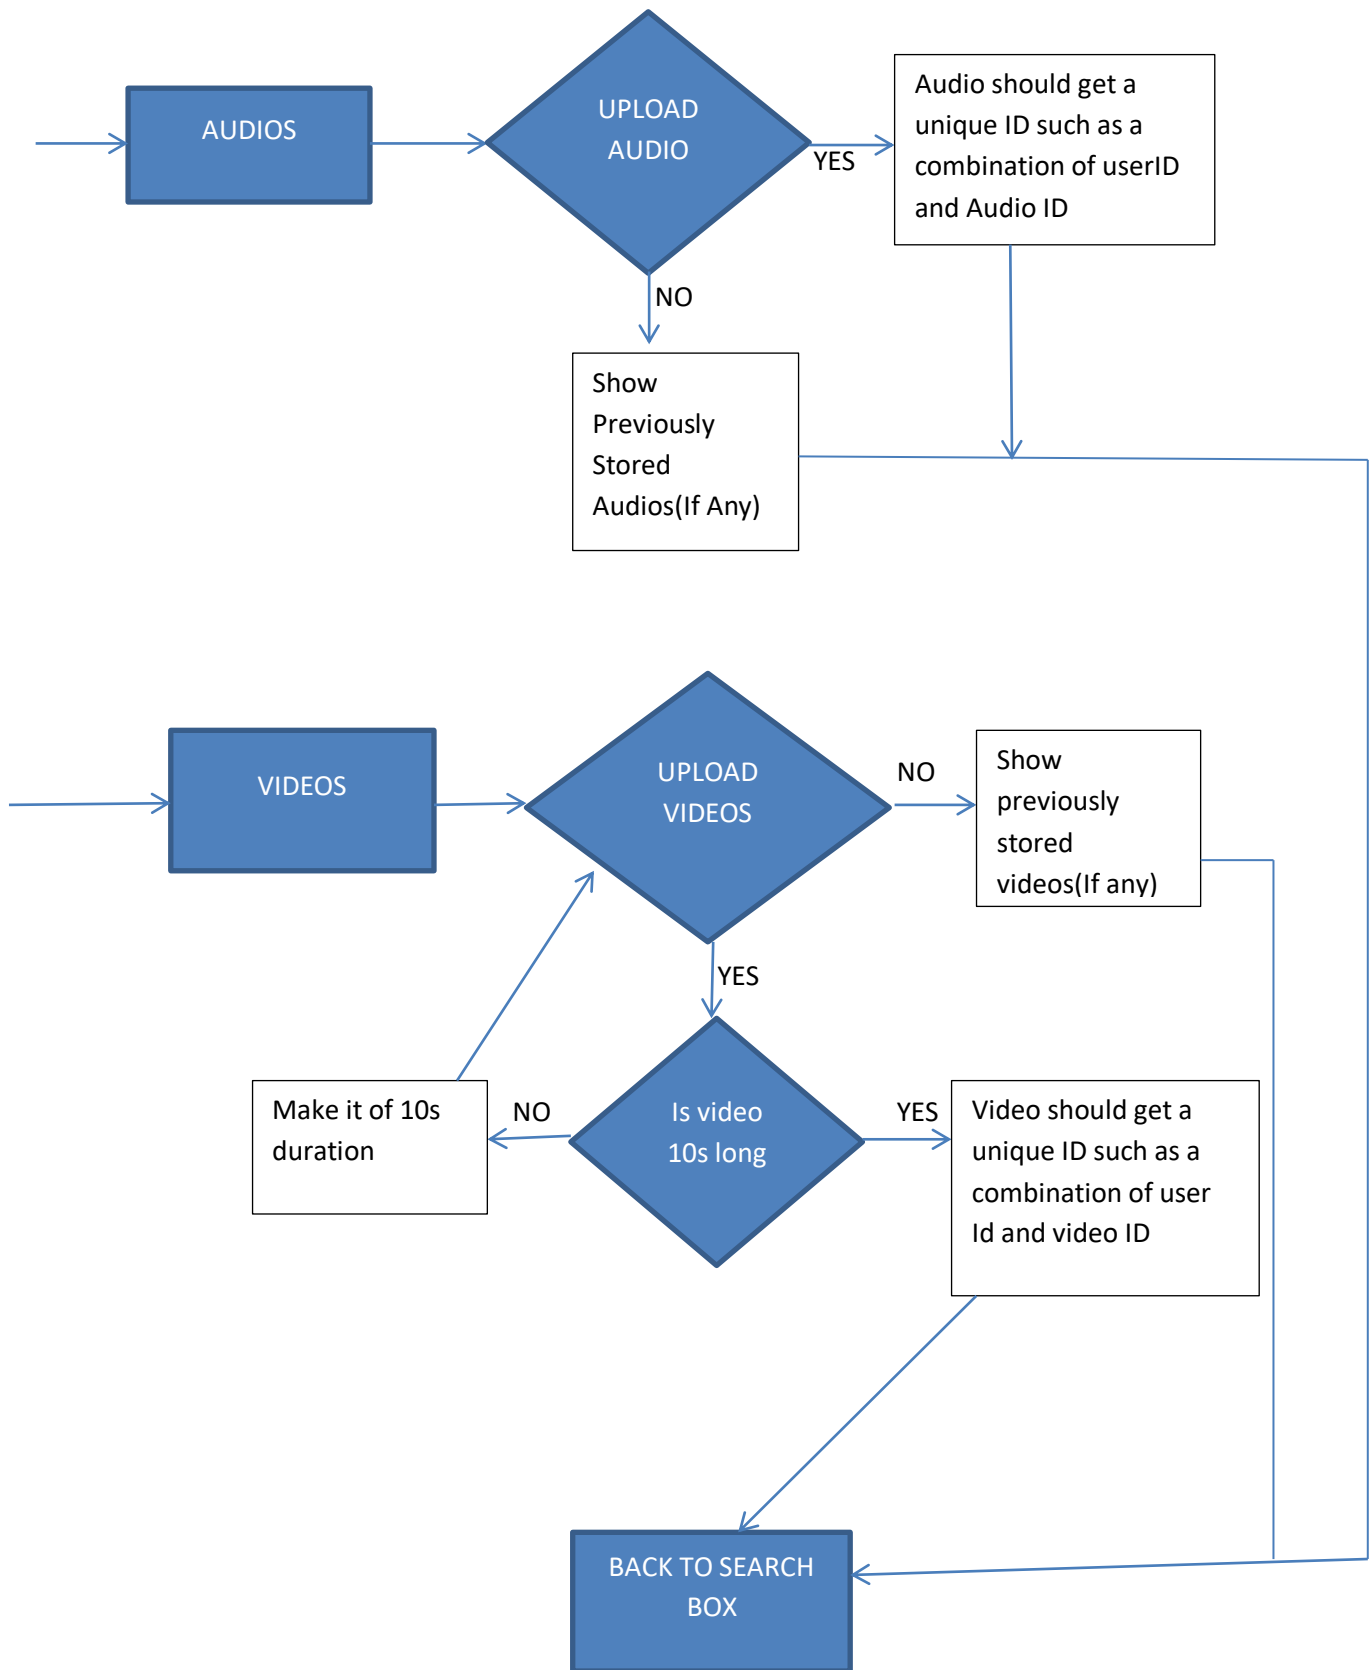 AUDIOS
UPLOAD
AUDIO
YES
Audio should get a
unique ID such as a
combination of userID
and Audio ID
NO
Show
Previously
Stored
Audios(If Any)
VIDEOS
UPLOAD
VIDEOS
NO
Show
previously
stored
videos(If any)
YES
Make it of 10s
duration
NO
Is video
10s long
YES
Video should get a
unique ID such as a
combination of user
Id and video ID
BACK TO SEARCH
BOX